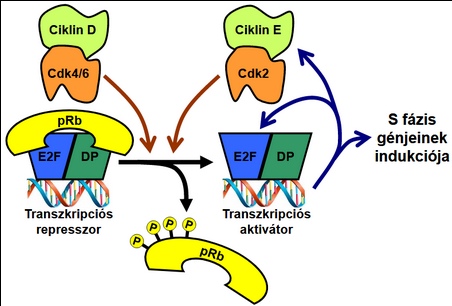 Ciklin D
Cdk4/6
Ciklin E
Cdk2
pRb
E2F
DP
E2F
DP
S fázis
génjeinek
indukciója
Transzkripciós
represszor
Transzkripciós
aktivátor
P
P
P
P
pRb